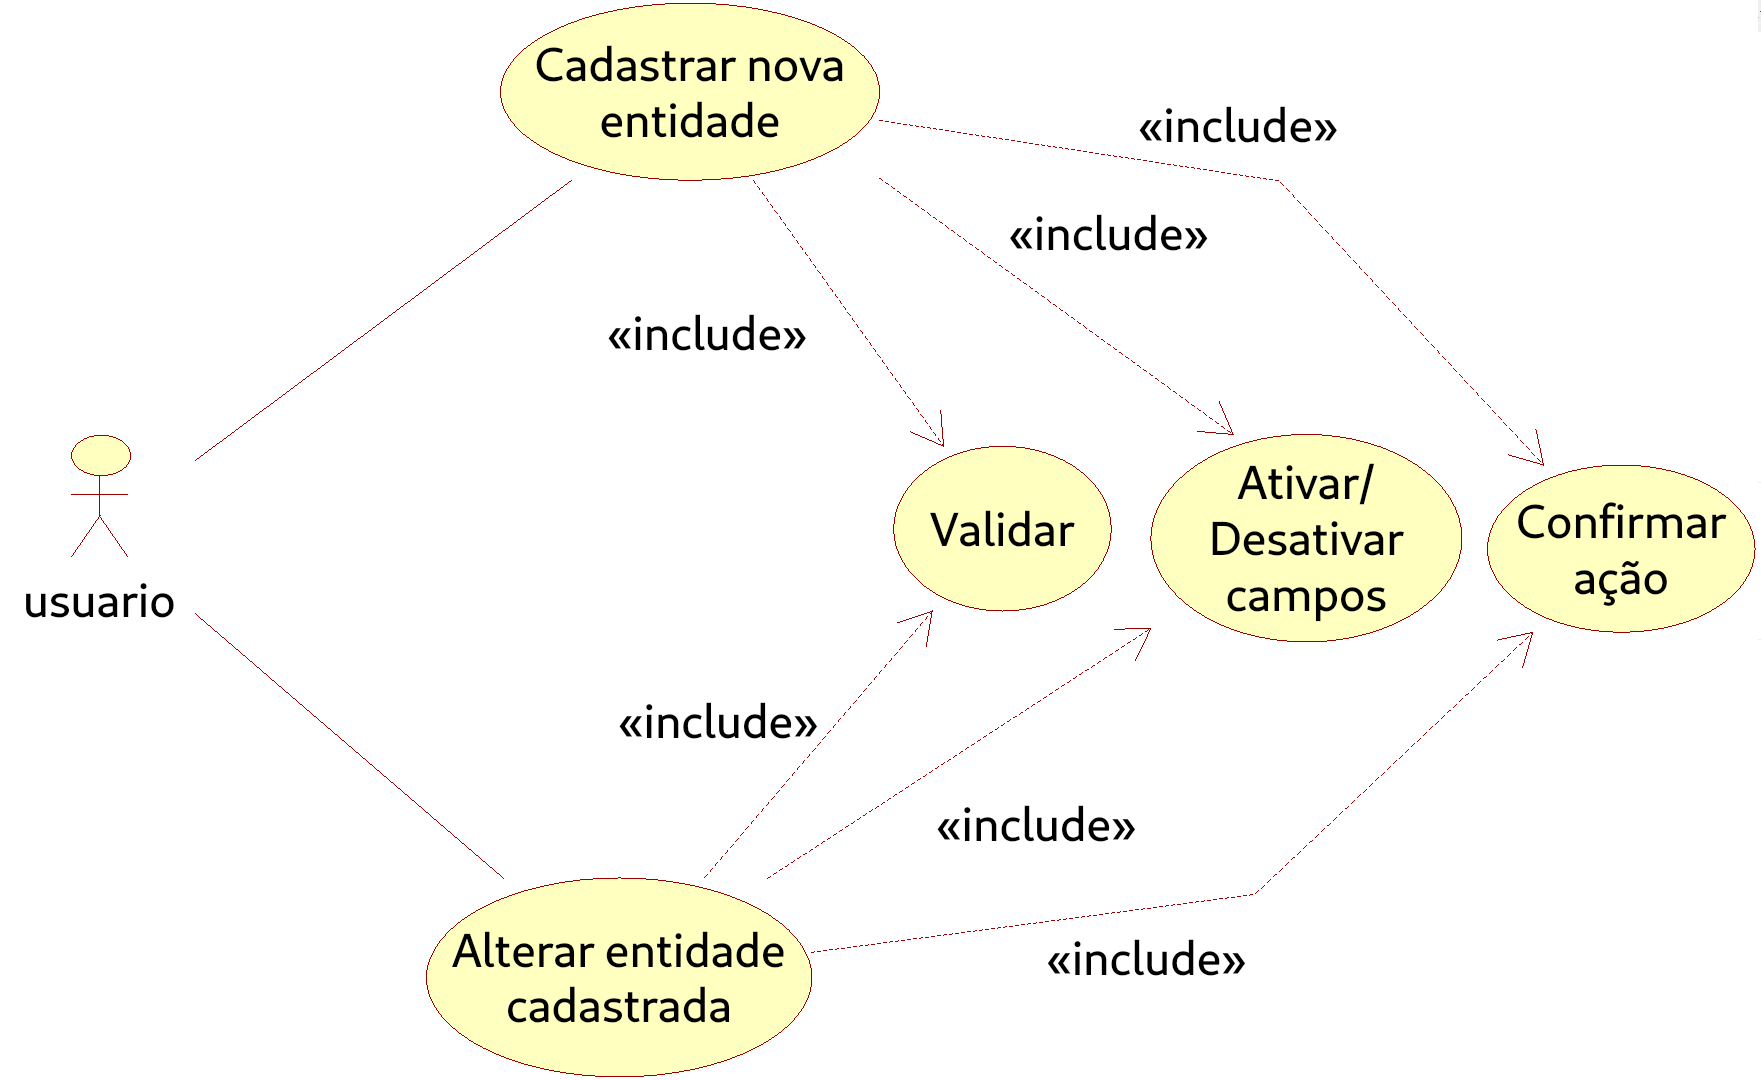 Cadastrar nova
entidade
«include»
«include»
«include»
Validar
Ativar/
Desativar
campos
Confirmar
ação
usuario
«include»
«include»
«include»
Alterar entidade
cadastrada